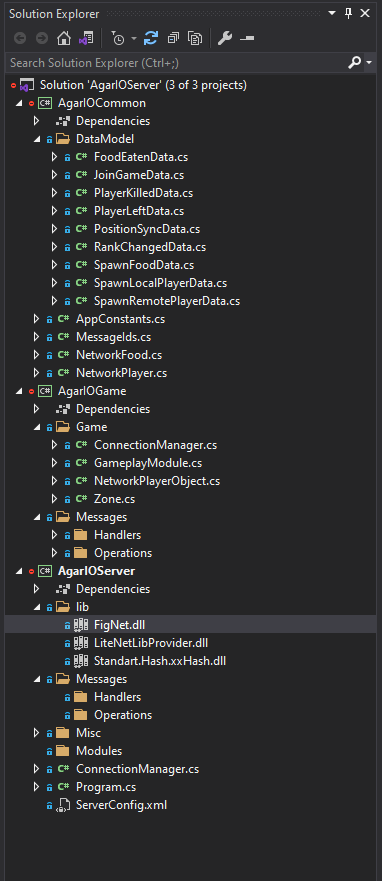 Solution Explorer
Search Solution Explorer (Ctrl+;)
Solution 'AgarIOServer' (3 of 3 projects)
C# AgarIOCommon
Dependencies
DataModel
C# FoodEatenData.cs
C# JoinGameData.cs
C# PlayerKilledData.cs
C# PlayerLeftData.cs
C# PositionSyncData.cs
C# RankChangedData.cs
C# SpawnFoodData.cs
C# SpawnLocalPlayerData.cs
C# SpawnRemotePlayerData.cs
C# AppConstants.cs
C# MessageIds.cs
C# NetworkFood.cs
C# NetworkPlayer.cs
C# AgarIOGame
Dependencies
Game
C# ConnectionManager.cs
C# GameplayModule.cs
C# NetworkPlayerObject.cs
C# Zone.cs
Messages
Handlers
Operations
C# AgarIOServer
Dependencies
lib
FigNet.dll
LiteNetLibProvider.dll
Standart.Hash.xxHash.dll
Messages
Handlers
Operations
Misc
Modules
C# ConnectionManager.cs
C# Program.cs
ServerConfig.xml